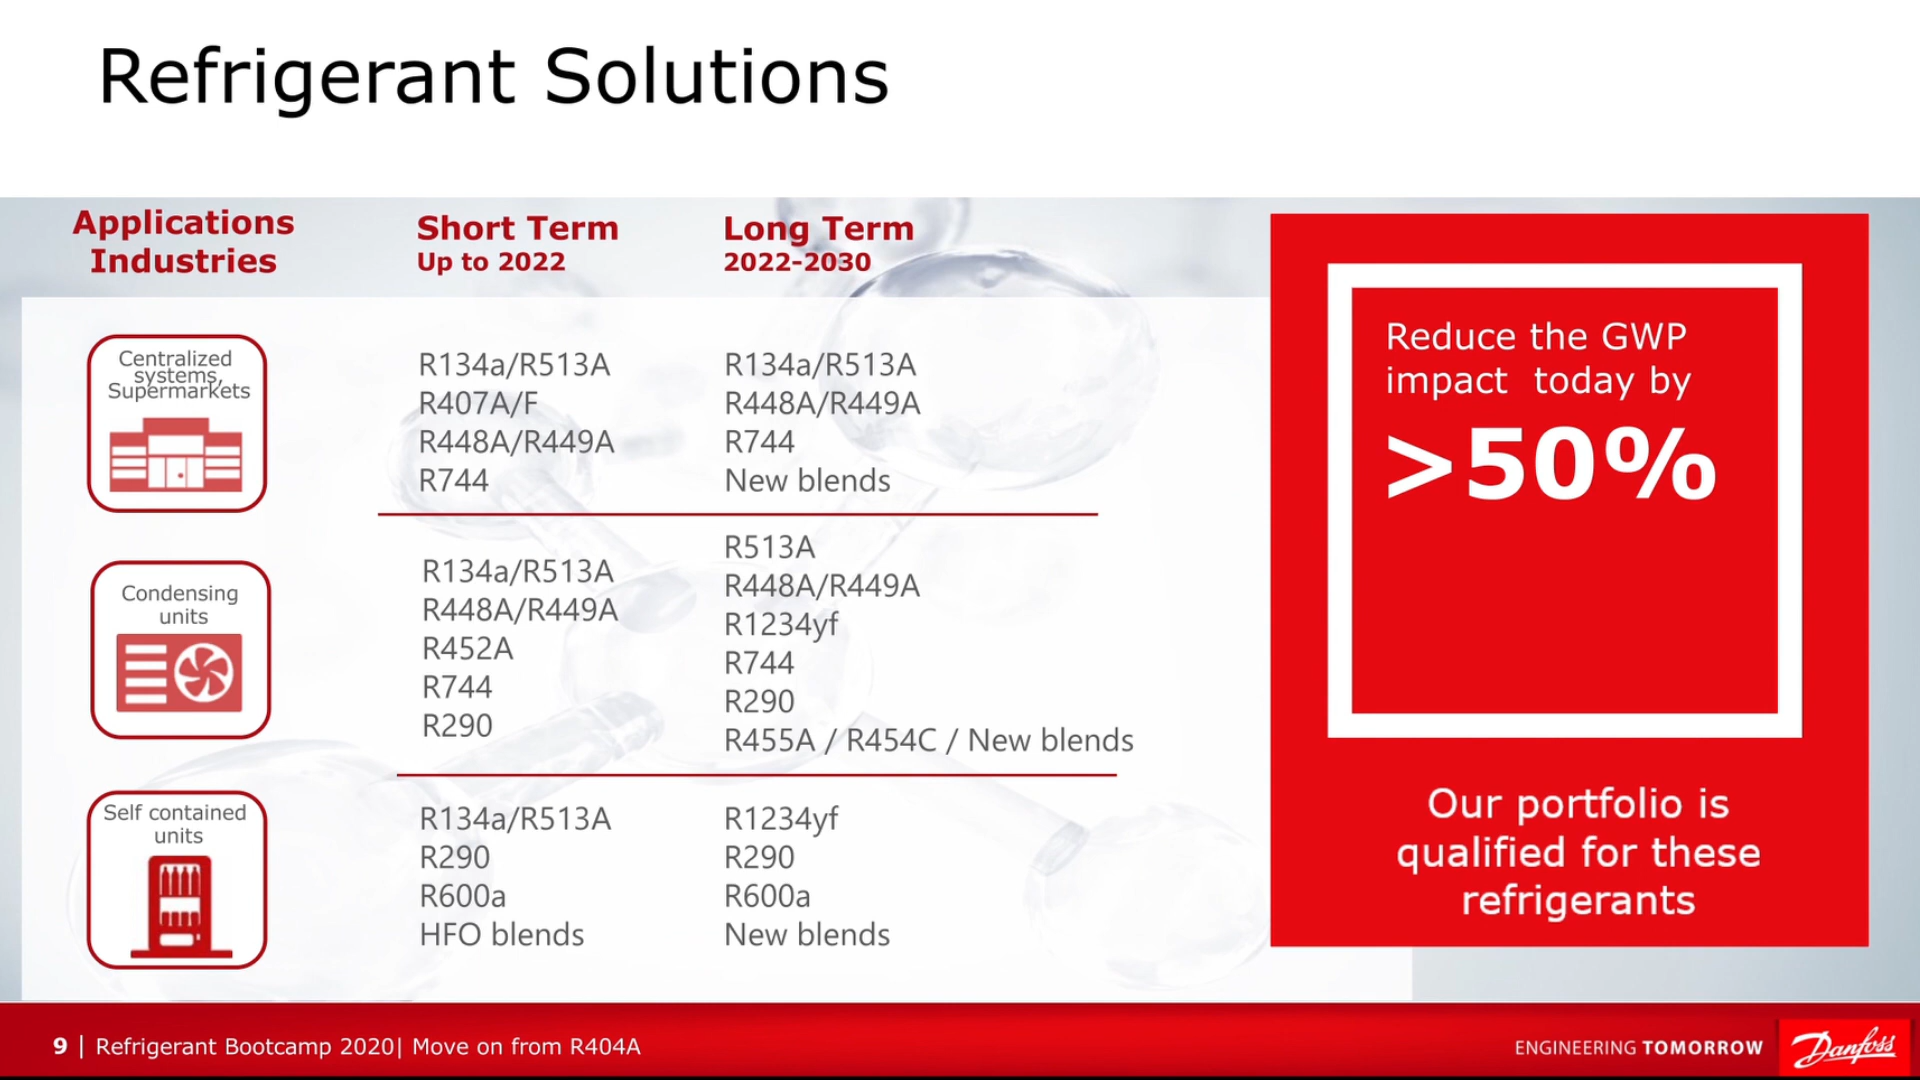 Refrigerant Solutions
Applications
Industries
Short Term
Up to 2022
Long Term
2022-2030
Centralized
systems,
Supermarkets
R134a/R513A
R407A/F
R448A/R449A
R744
R134a/R513A
R448A/R449A
R744
New blends
Condensing
units
R134a/R513A
R448A/R449A
R452A
R744
R290
R513A
R448A/R449A
R1234yf
R744
R290
R455A / R454C / New blends
Self contained
units
R134a/R513A
R290
R600a
HFO blends
R1234yf
R290
R600a
New blends
Reduce the GWP
impact  today by
>50%
Our portfolio is
qualified for these
refrigerants
9 | Refrigerant Bootcamp 2020| Move on from R404A
ENGINEERING TOMORROW
Danfoss